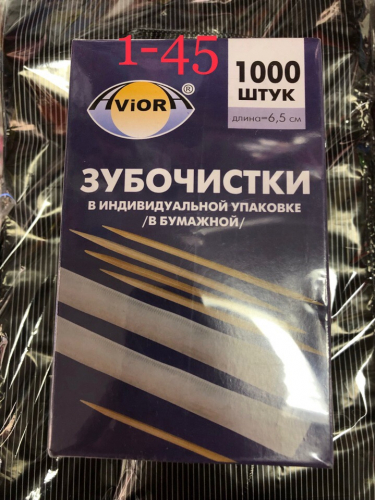 1-45
AViORA®
1000
ШТУК
длина=6,5 см
ЗУБОЧИСТКИ
В ИНДИВИДУАЛЬНОЙ УПАКОВКЕ
/В БУМАЖНОЙ/